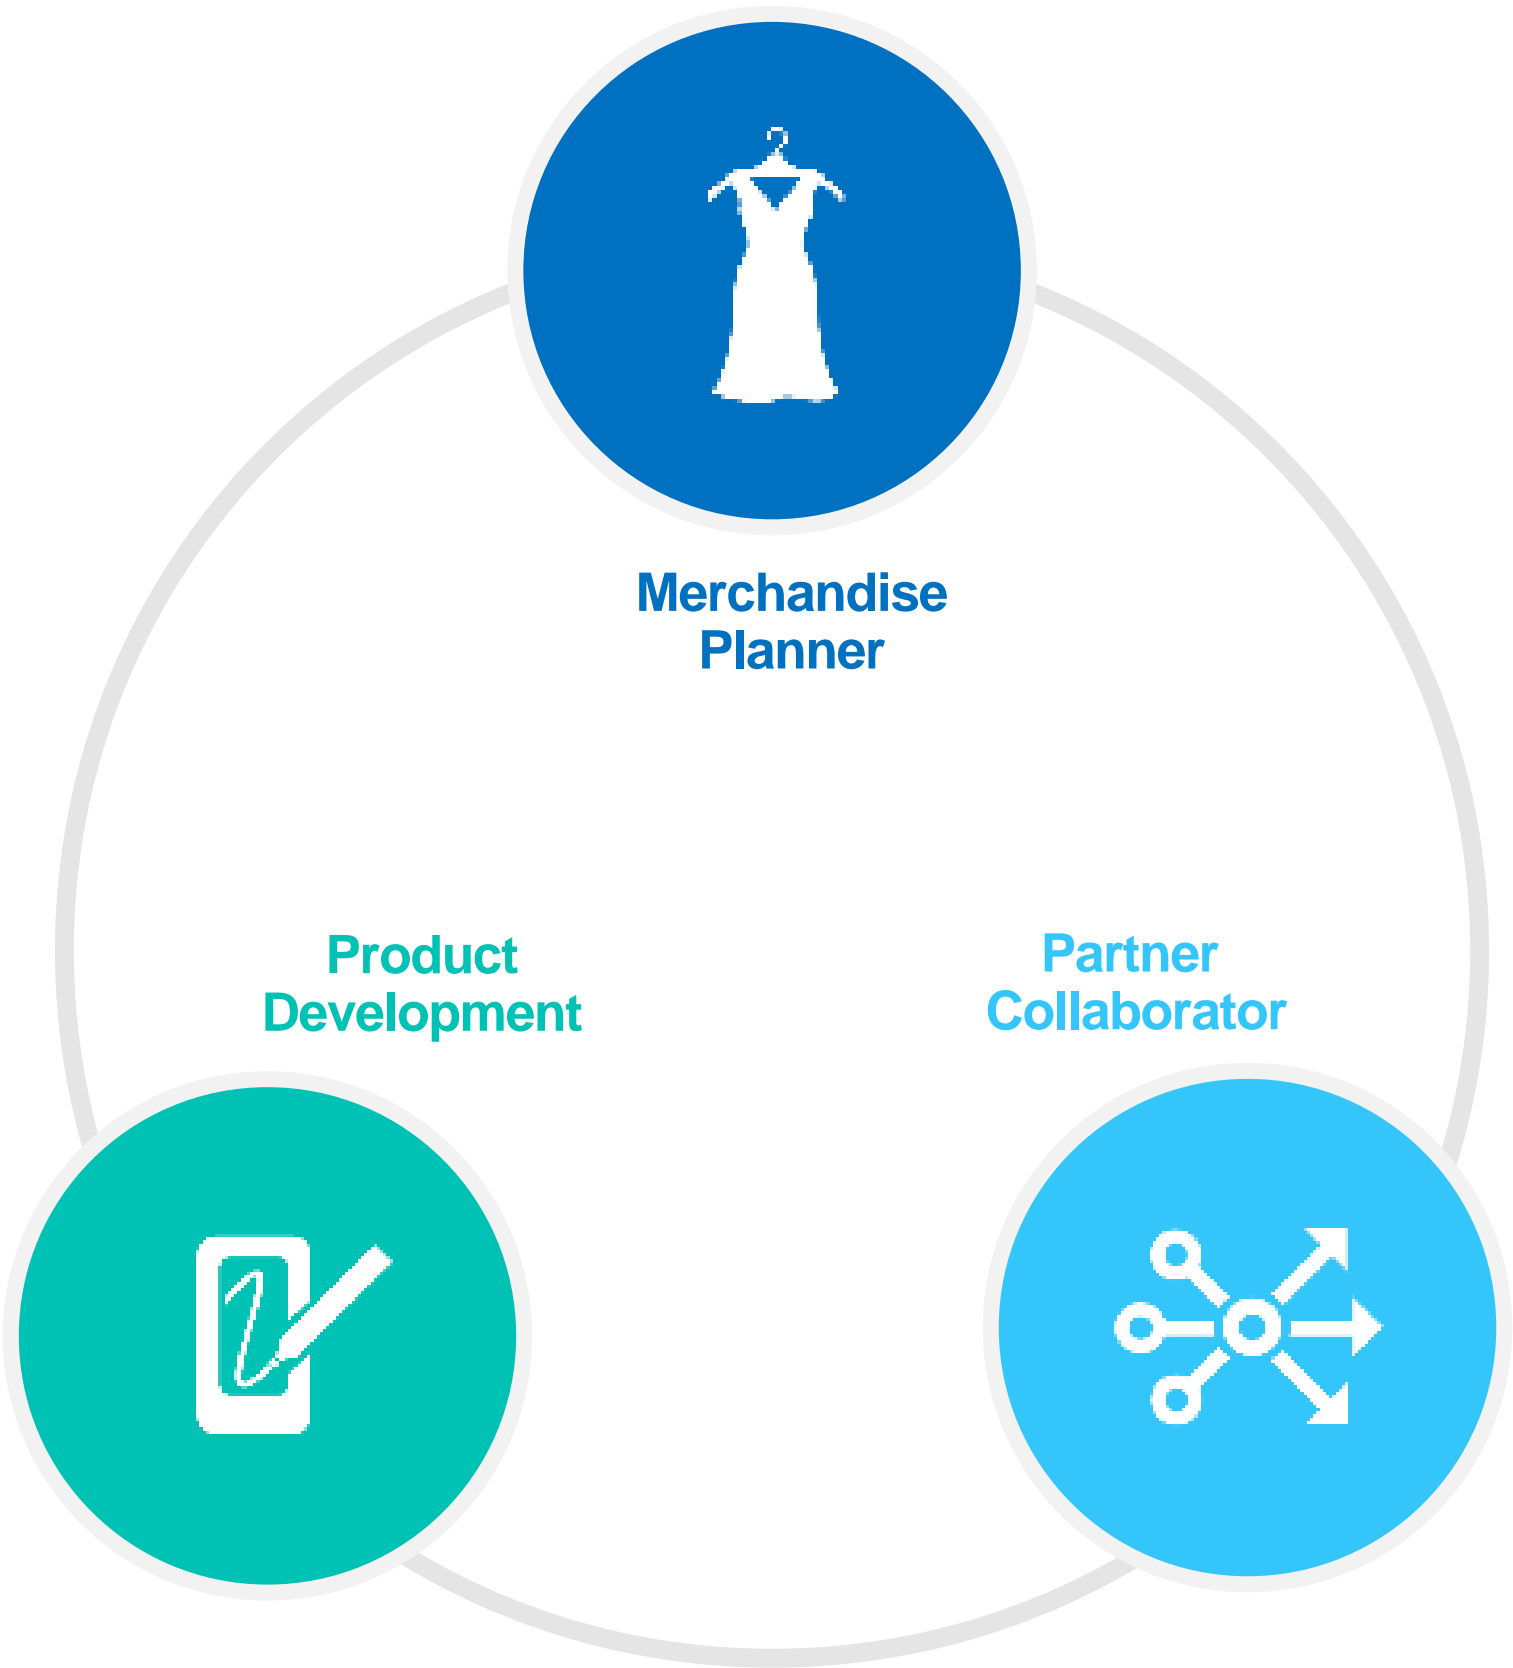 Merchandise
Planner
Product
Development
Partner
Collaborator